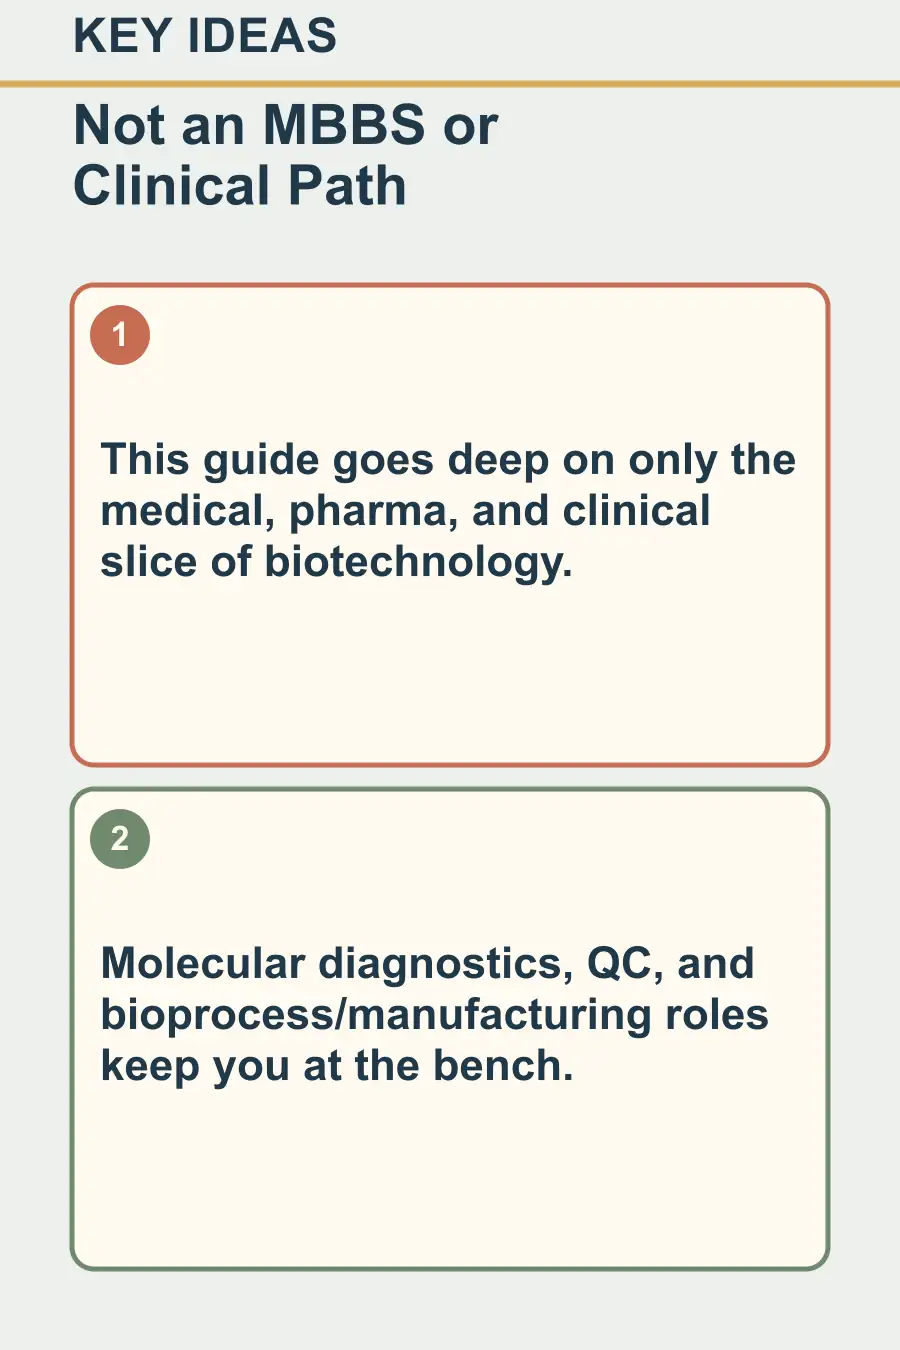 KEY IDEAS
Not an MBBS or
Clinical Path
1
This guide goes deep on only the
medical, pharma, and clinical
slice of biotechnology.
2
Molecular diagnostics, QC, and
bioprocess/manufacturing roles
keep you at the bench.